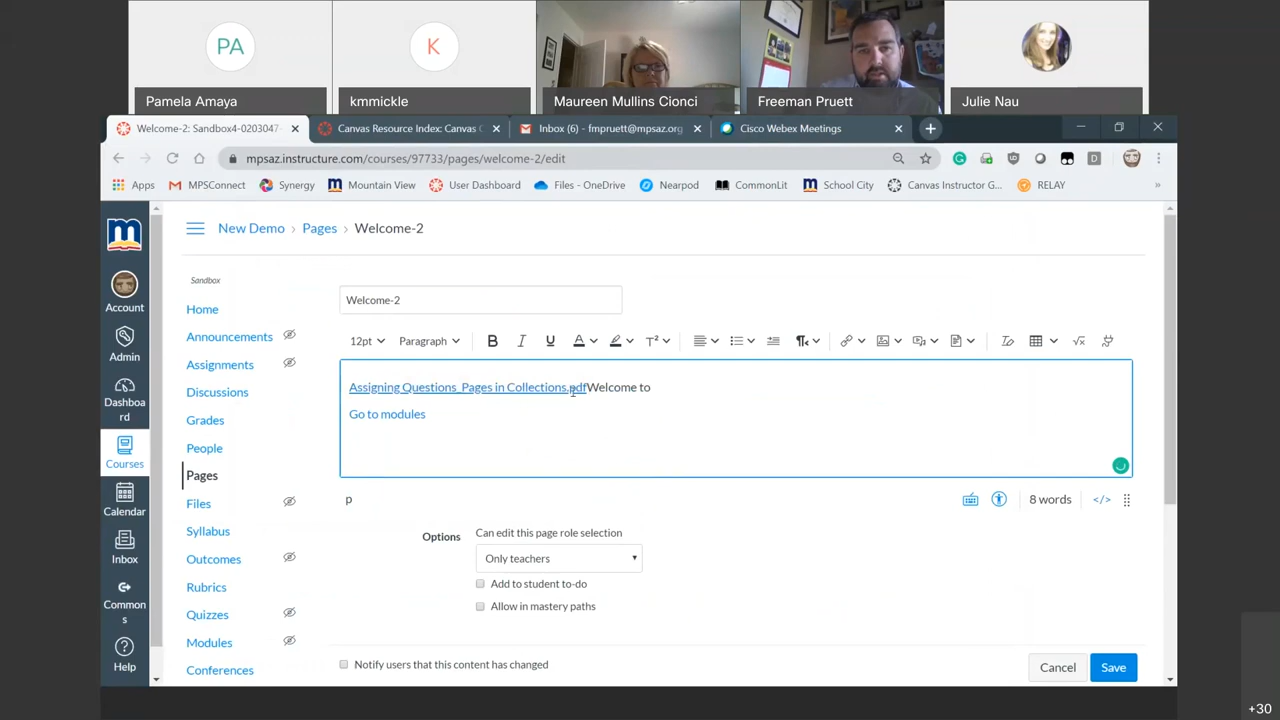 PA
K
Pamela Amaya
kmmickle
Maureen Mullins Cionci
Freeman Pruett
Julie Nau
Welcome-2: Sandbox4-0203047-
Canvas Resource Index: Canvas C
Inbox (6) - fmpruett@mpsaz.org
Cisco Webex Meetings
mpsaz.instructure.com/courses/97733/pages/welcome-2/edit
Apps
MPSConnect
Synergy
Mountain View
User Dashboard
Files - OneDrive
Nearpod
CommonLit
School City
Canvas Instructor G...
RELAY
»
New Demo › Pages › Welcome-2
Account
Admin
Dashboa
rd
Courses
Calendar
Inbox
Common
s
Help
Sandbox
Home
Announcements
Assignments
Discussions
Grades
People
Pages
Files
Syllabus
Outcomes
Rubrics
Quizzes
Modules
Conferences
Welcome-2
12pt
Paragraph
B I U A T²
Assigning Questions_Pages in Collections.pdfWelcome to
Go to modules
p
8 words
</>
Options
Can edit this page role selection
Only teachers
Add to student to-do
Allow in mastery paths
Notify users that this content has changed
Cancel
Save
+30